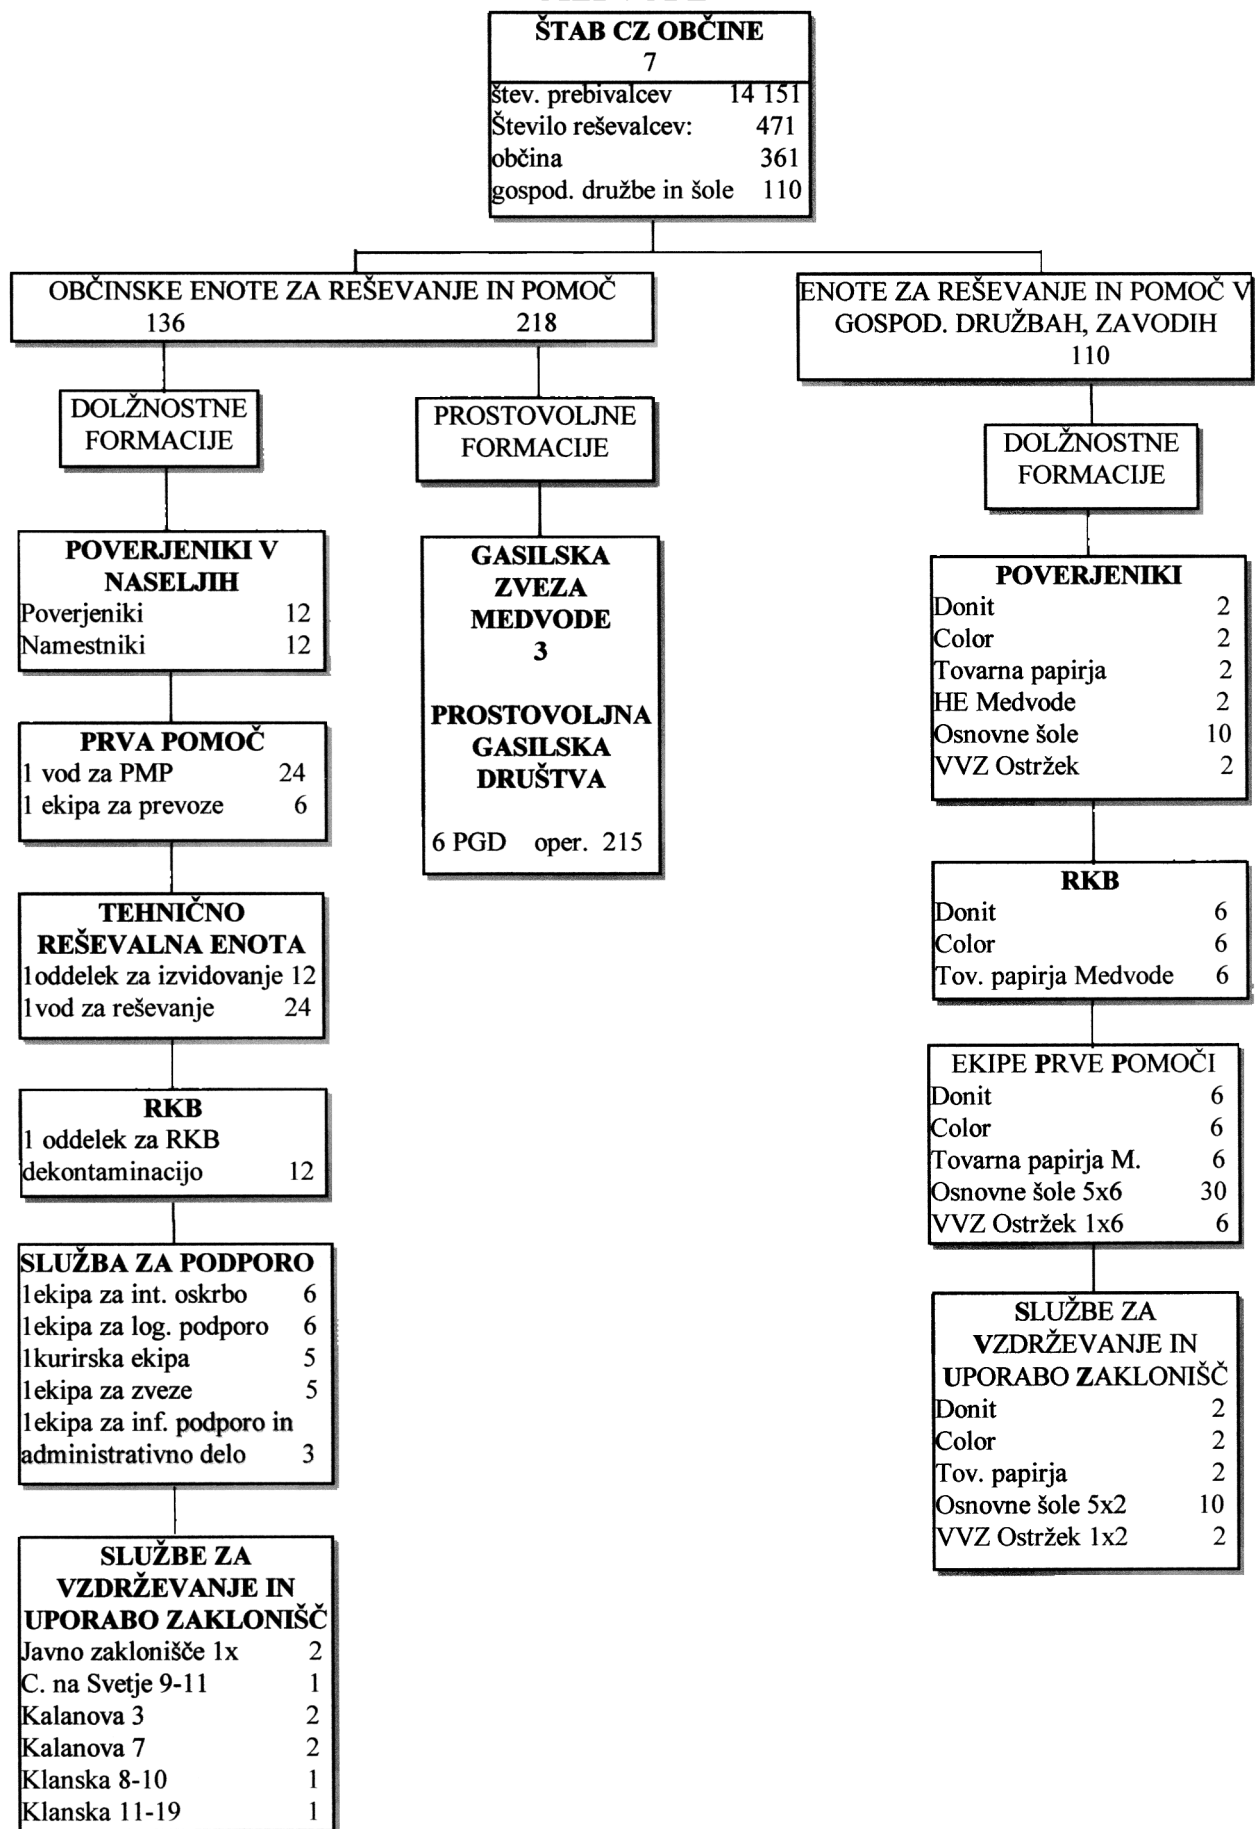 ŠTAB CZ OBČINE
7
štev. prebivalcev 14 151
Število reševalcev: 471
občina 361
gospod. družbe in šole 110
OBČINSKE ENOTE ZA REŠEVANJE IN POMOČ
136 218
DOLŽNOSTNE
FORMACIJE
POVERJENIKI V
NASELJIH
Poverjeniki 12
Namestniki 12
PRVA POMOČ
1 vod za PMP 24
1 ekipa za prevoze 6
TEHNIČNO
REŠEVALNA ENOTA
1oddelek za izvidovanje 12
1vod za reševanje 24
RKB
1 oddelek za RKB
dekontaminacijo 12
SLUŽBA ZA PODPORO
1ekipa za int. oskrbo 6
1ekipa za log. podporo 6
1kurirska ekipa 5
1ekipa za zveze 5
1ekipa za inf. podporo in
administrativno delo 3
SLUŽBE ZA
VZDRŽEVANJE IN
UPORABO ZAKLONIŠČ
Javno zaklonišče 1x 2
C. na Svetje 9-11 1
Kalanova 3 2
Kalanova 7 2
Klanska 8-10 1
Klanska 11-19 1
PROSTOVOLJNE
FORMACIJE
GASILSKA
ZVEZA
MEDVODE
3
PROSTOVOLJNA
GASILSKA
DRUŠTVA
6 PGD oper. 215
ENOTE ZA REŠEVANJE IN POMOČ V
GOSPOD. DRUŽBAH, ZAVODIH
110
DOLŽNOSTNE
FORMACIJE
POVERJENIKI
Donit 2
Color 2
Tovarna papirja 2
HE Medvode 2
Osnovne šole 10
VVZ Ostržek 2
RKB
Donit 6
Color 6
Tov. papirja Medvode 6
EKIPE PRVE POMOČI
Donit 6
Color 6
Tovarna papirja M. 6
Osnovne šole 5x6 30
VVZ Ostržek 1x6 6
SLUŽBE ZA
VZDRŽEVANJE IN
UPORABO ZAKLONIŠČ
Donit 2
Color 2
Tov. papirja 2
Osnovne šole 5x2 10
VVZ Ostržek 1x2 2